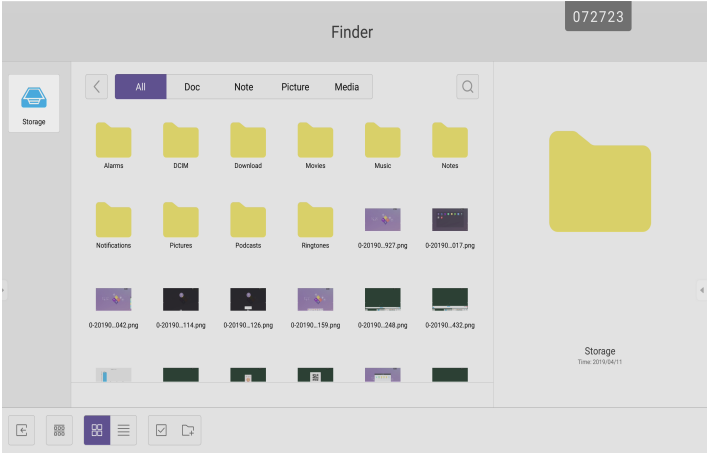 072723
Finder
Storage
All Doc Note Picture Media
Alarms DCIM Download Movies Music Notes
Notifications Pictures Podcasts Ringtones 0-20190...927.png 0-20190...017.png
0-20190...042.png 0-20190...114.png 0-20190...126.png 0-20190...159.png 0-20190...248.png 0-20190...432.png
Storage
Time: 2019/04/11